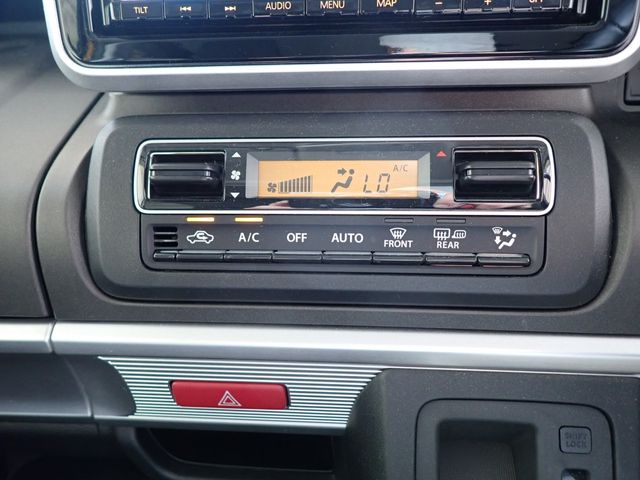 TILT AUDIO MENU MAP - +
A/C
LO
A/C OFF AUTO FRONT REAR
SHIFT
LOCK